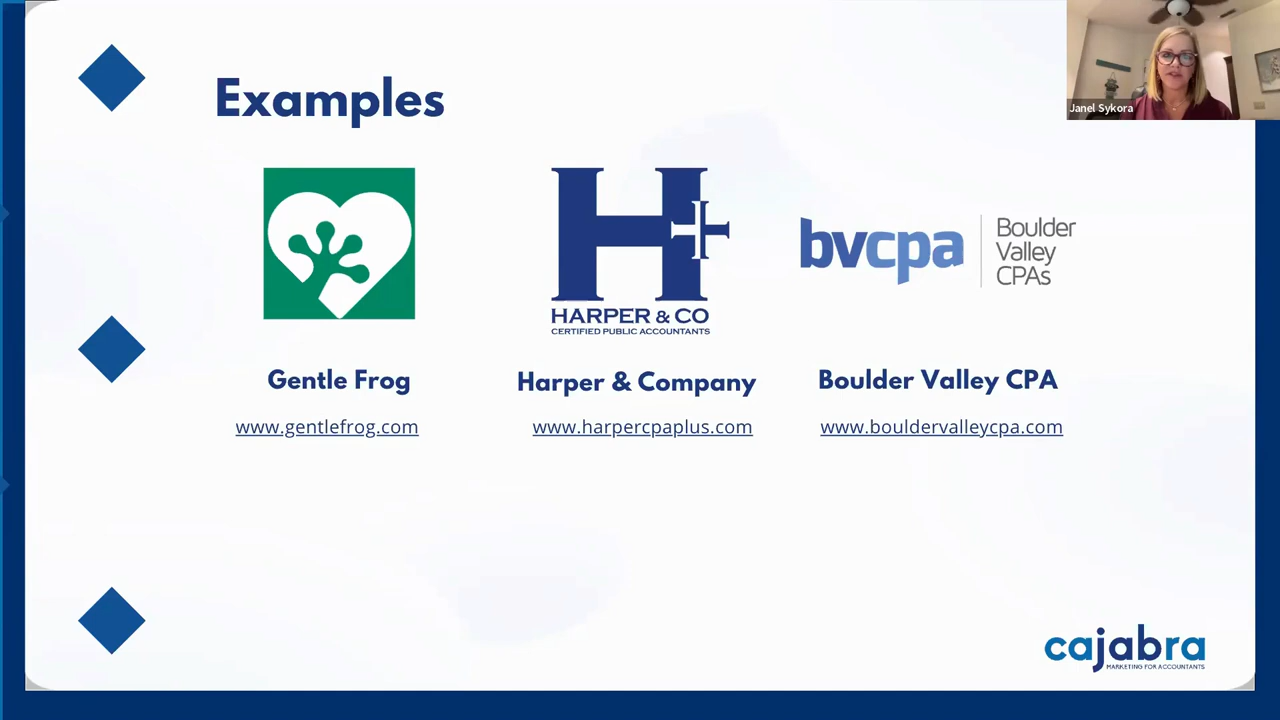 Examples
Janel Sykora
H
HARPER & CO
CERTIFIED PUBLIC ACCOUNTANTS
bvcpa
Boulder
Valley
CPAs
Gentle Frog
Harper & Company
Boulder Valley CPA
www.gentlefrog.com
www.harpercpaplus.com
www.bouldervalleycpa.com
cajabra
MARKETING FOR ACCOUNTANTS